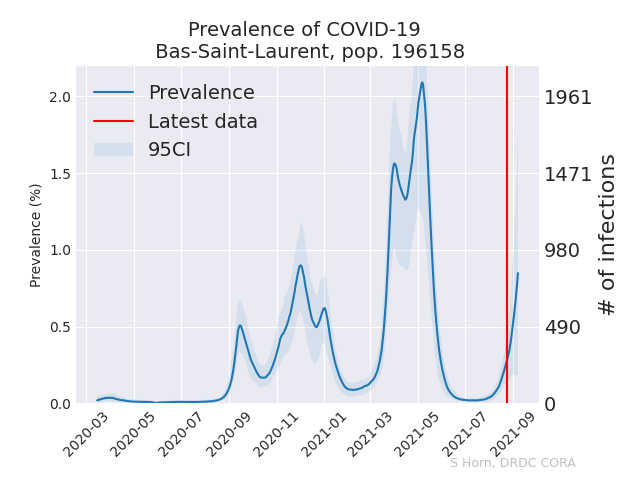 Prevalence of COVID-19
Bas-Saint-Laurent, pop. 196158
Prevalence
Latest data
95CI
Prevalence (%)
2.0
1.5
1.0
0.5
0.0
1961
1471
980
490
0
# of infections
2020-03
2020-05
2020-07
2020-09
2020-11
2021-01
2021-03
2021-05
2021-07
2021-09
S Horn, DRDC CORA